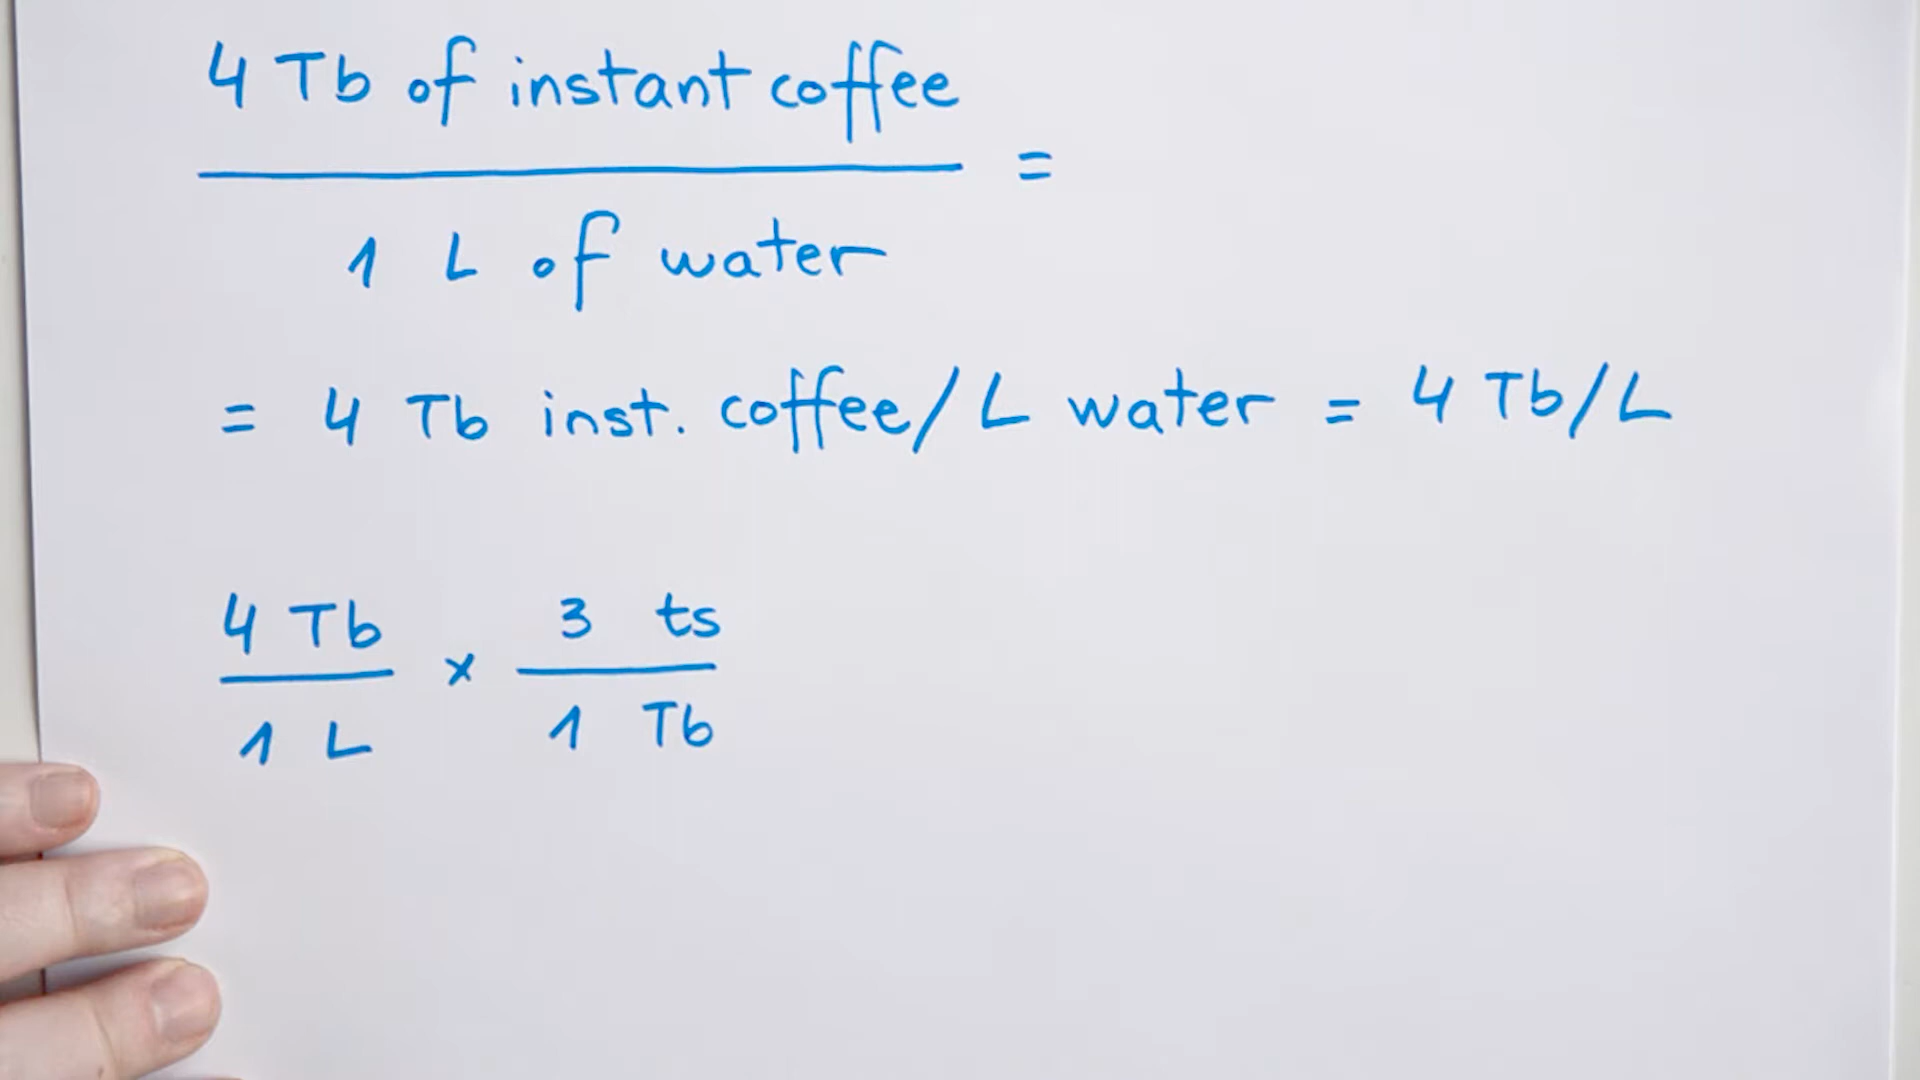 4 Tb of instant coffee
=
1 L of water
= 4 Tb inst. coffee/L water = 4 Tb/L
4 Tb x 3 ts
1 L 1 Tb